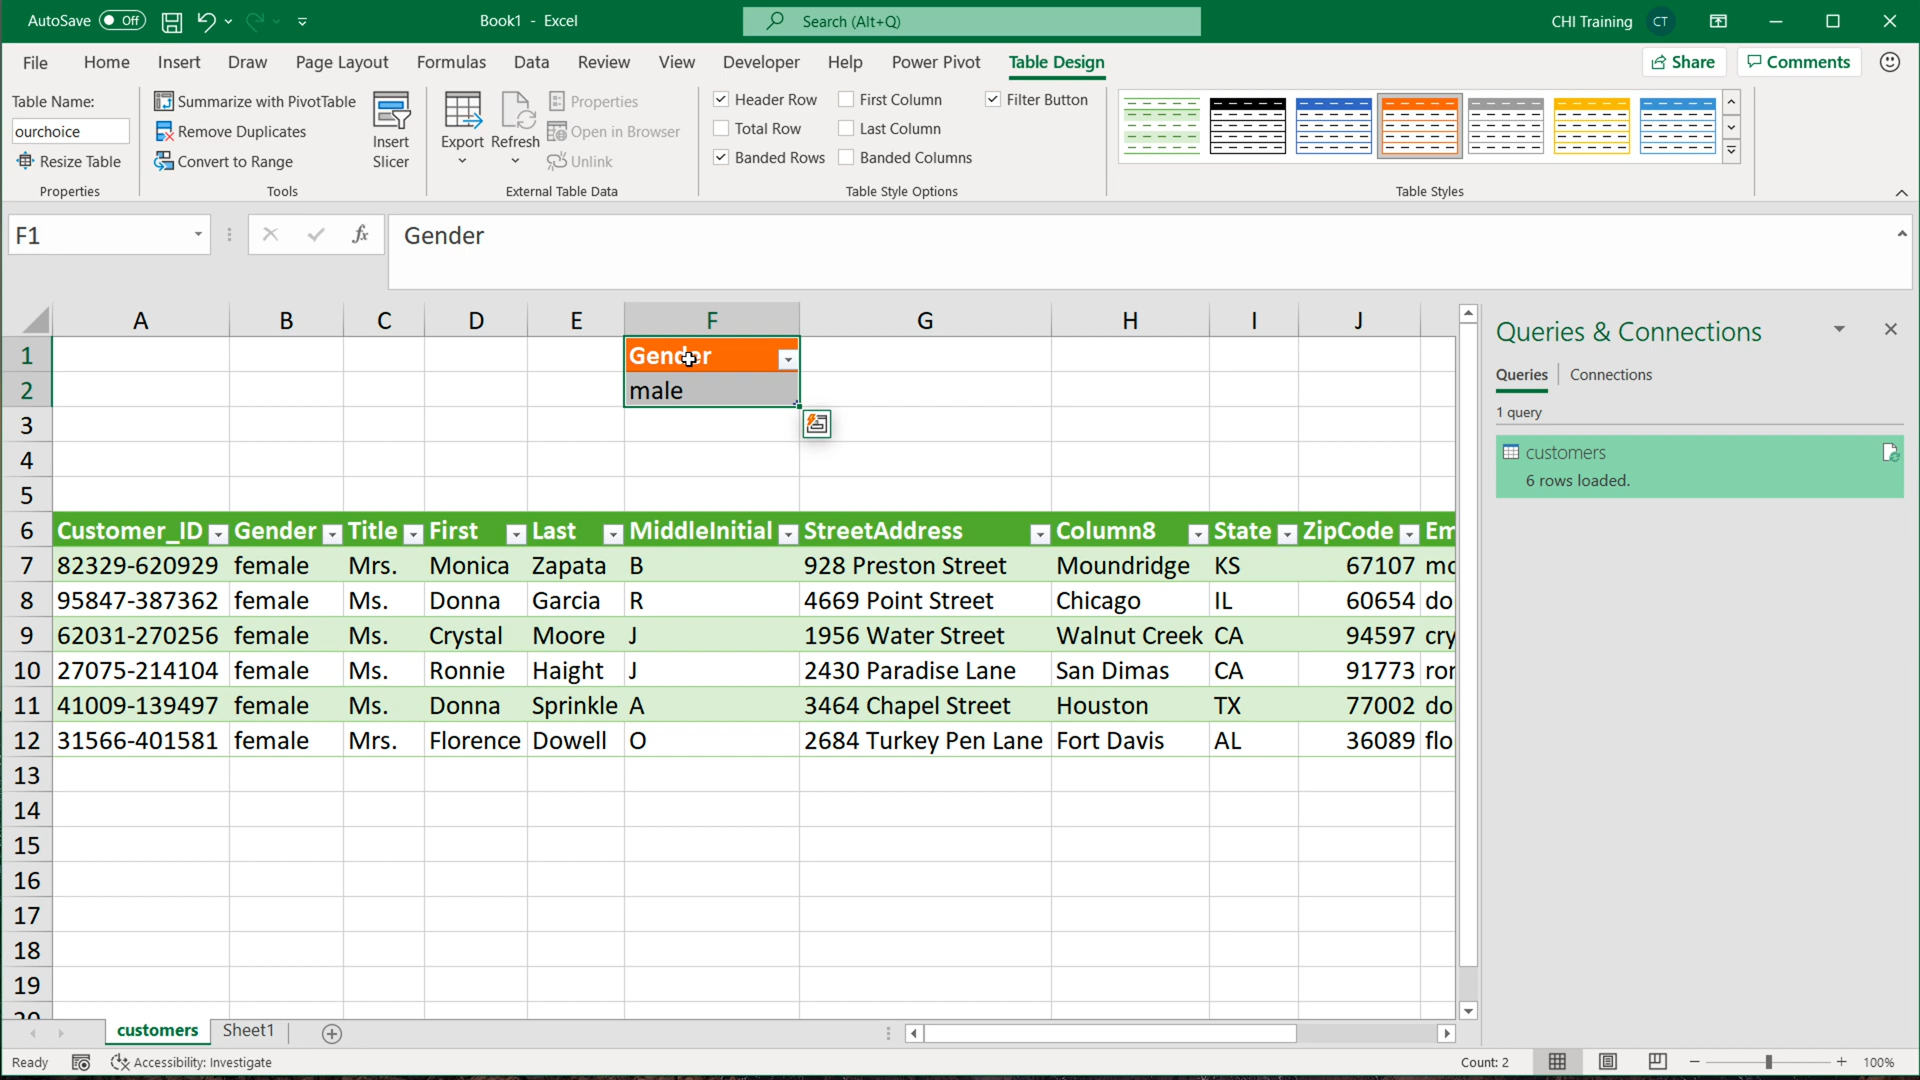 AutoSave Off Book1 - Excel Search (Alt+Q) CHI Training CT
File Home Insert Draw Page Layout Formulas Data Review View Developer Help Power Pivot Table Design Share Comments
Table Name:
ourchoice
Resize Table
Properties
Summarize with PivotTable
Remove Duplicates
Convert to Range
Tools
Insert
Slicer
Export
Refresh
Properties
Open in Browser
Unlink
External Table Data
Header Row First Column Filter Button
Total Row Last Column
Banded Rows Banded Columns
Table Style Options
Table Styles
F1 fx Gender
A B C D E F G H I J
1 Gender
2 male
3
4
5
6 Customer_ID Gender Title First Last MiddleInitial StreetAddress Column8 State ZipCode Em
7 82329-620929 female Mrs. Monica Zapata B 928 Preston Street Moundridge KS 67107 mo
8 95847-387362 female Ms. Donna Garcia R 4669 Point Street Chicago IL 60654 do
9 62031-270256 female Ms. Crystal Moore J 1956 Water Street Walnut Creek CA 94597 cry
10 27075-214104 female Ms. Ronnie Haight J 2430 Paradise Lane San Dimas CA 91773 ror
11 41009-139497 female Ms. Donna Sprinkle A 3464 Chapel Street Houston TX 77002 do
12 31566-401581 female Mrs. Florence Dowell O 2684 Turkey Pen Lane Fort Davis AL 36089 flo
13
14
15
16
17
18
19
20
Queries & Connections
Queries Connections
1 query
customers
6 rows loaded.
customers Sheet1
Ready Accessibility: Investigate Count: 2 100%